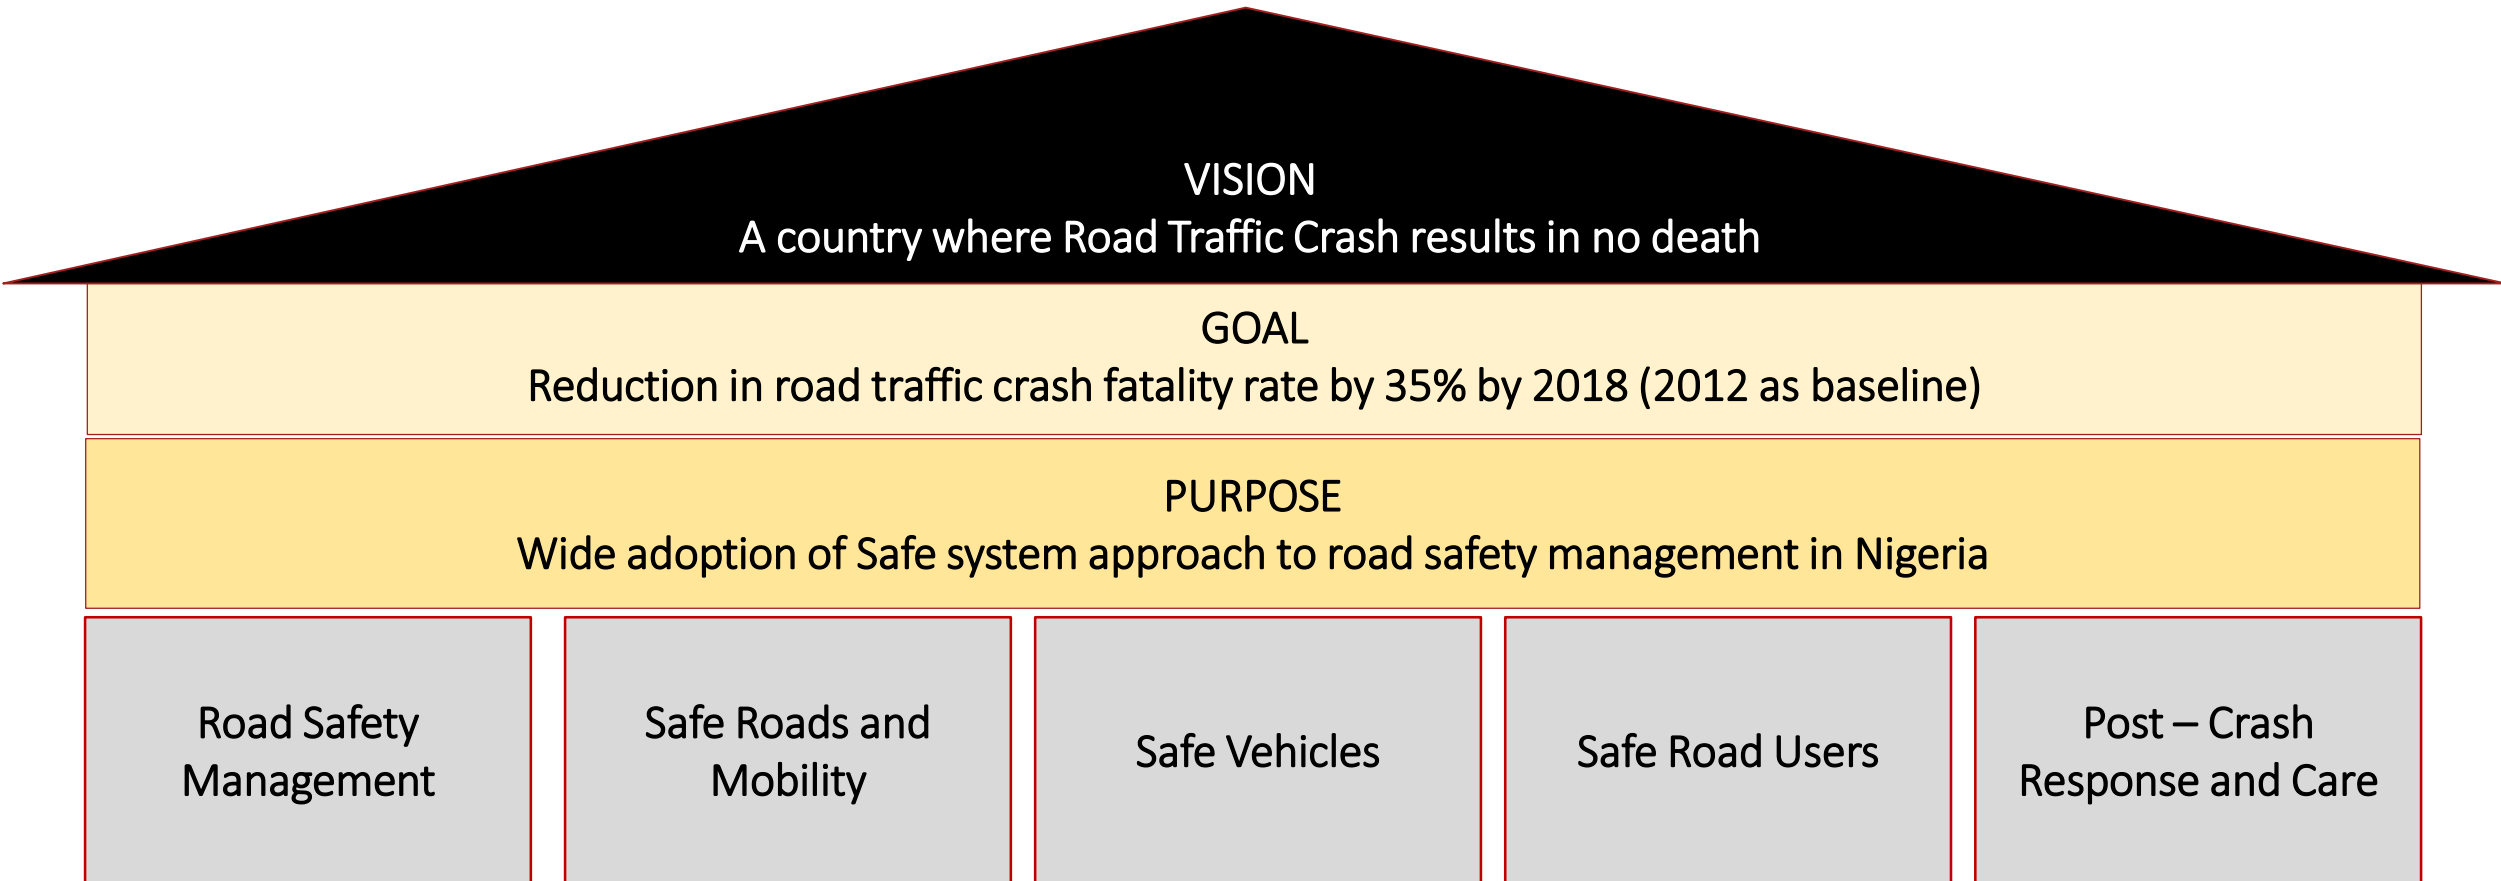 VISION
A country where Road Traffic Crash results in no death
GOAL
Reduction in road traffic crash fatality rate by 35% by 2018 (2012 as baseline)
PURPOSE
Wide adoption of Safe system approach to road safety management in Nigeria
Road Safety
Management
Safe Roads and
Mobility
Safe Vehicles
Safe Road Users
Post – Crash
Response and Care